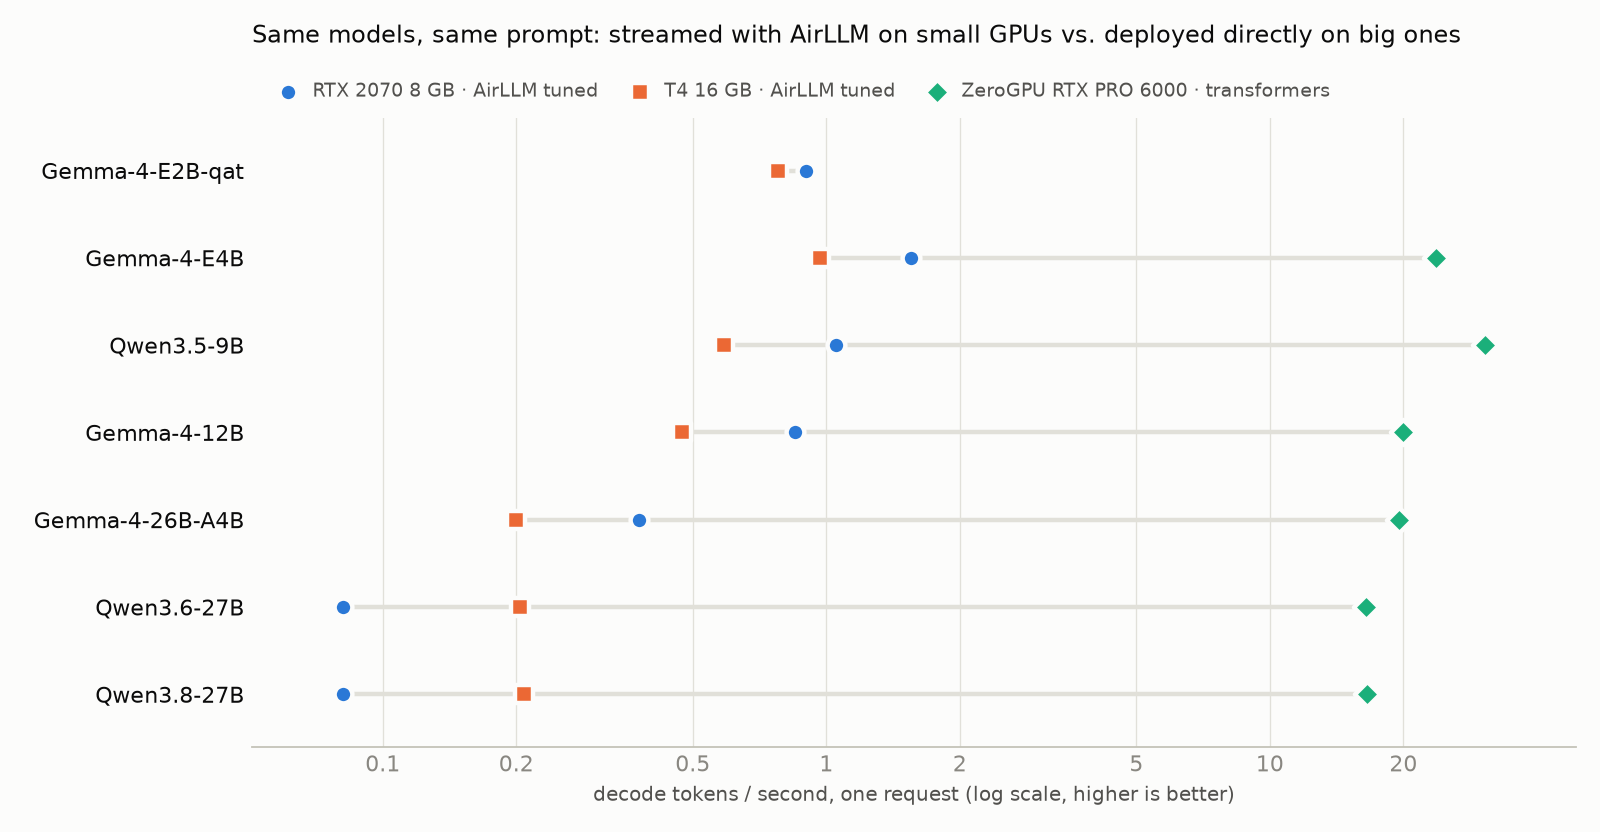 Same models, same prompt: streamed with AirLLM on small GPUs vs. deployed directly on big ones
RTX 2070 8 GB · AirLLM tuned
T4 16 GB · AirLLM tuned
ZeroGPU RTX PRO 6000 · transformers
Gemma-4-E2B-qat
Gemma-4-E4B
Qwen3.5-9B
Gemma-4-12B
Gemma-4-26B-A4B
Qwen3.6-27B
Qwen3.8-27B
0.1 0.2 0.5 1 2 5 10 20
decode tokens / second, one request (log scale, higher is better)